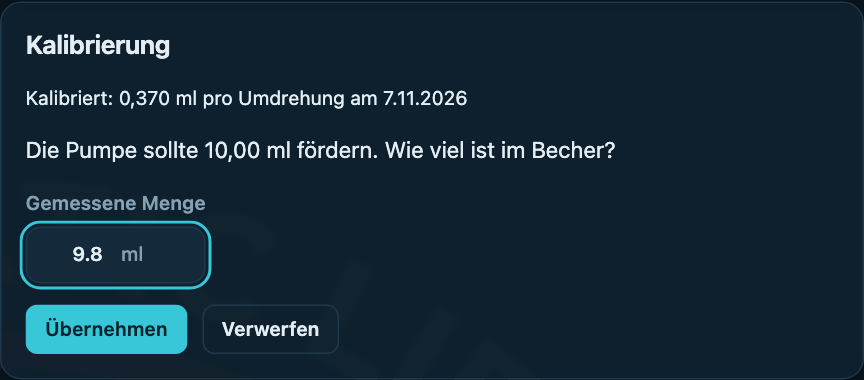 Kalibrierung
Kalibriert: 0,370 ml pro Umdrehung am 7.11.2026
Die Pumpe sollte 10,00 ml fördern. Wie viel ist im Becher?
Gemessene Menge
9.8 ml
Übernehmen Verwerfen